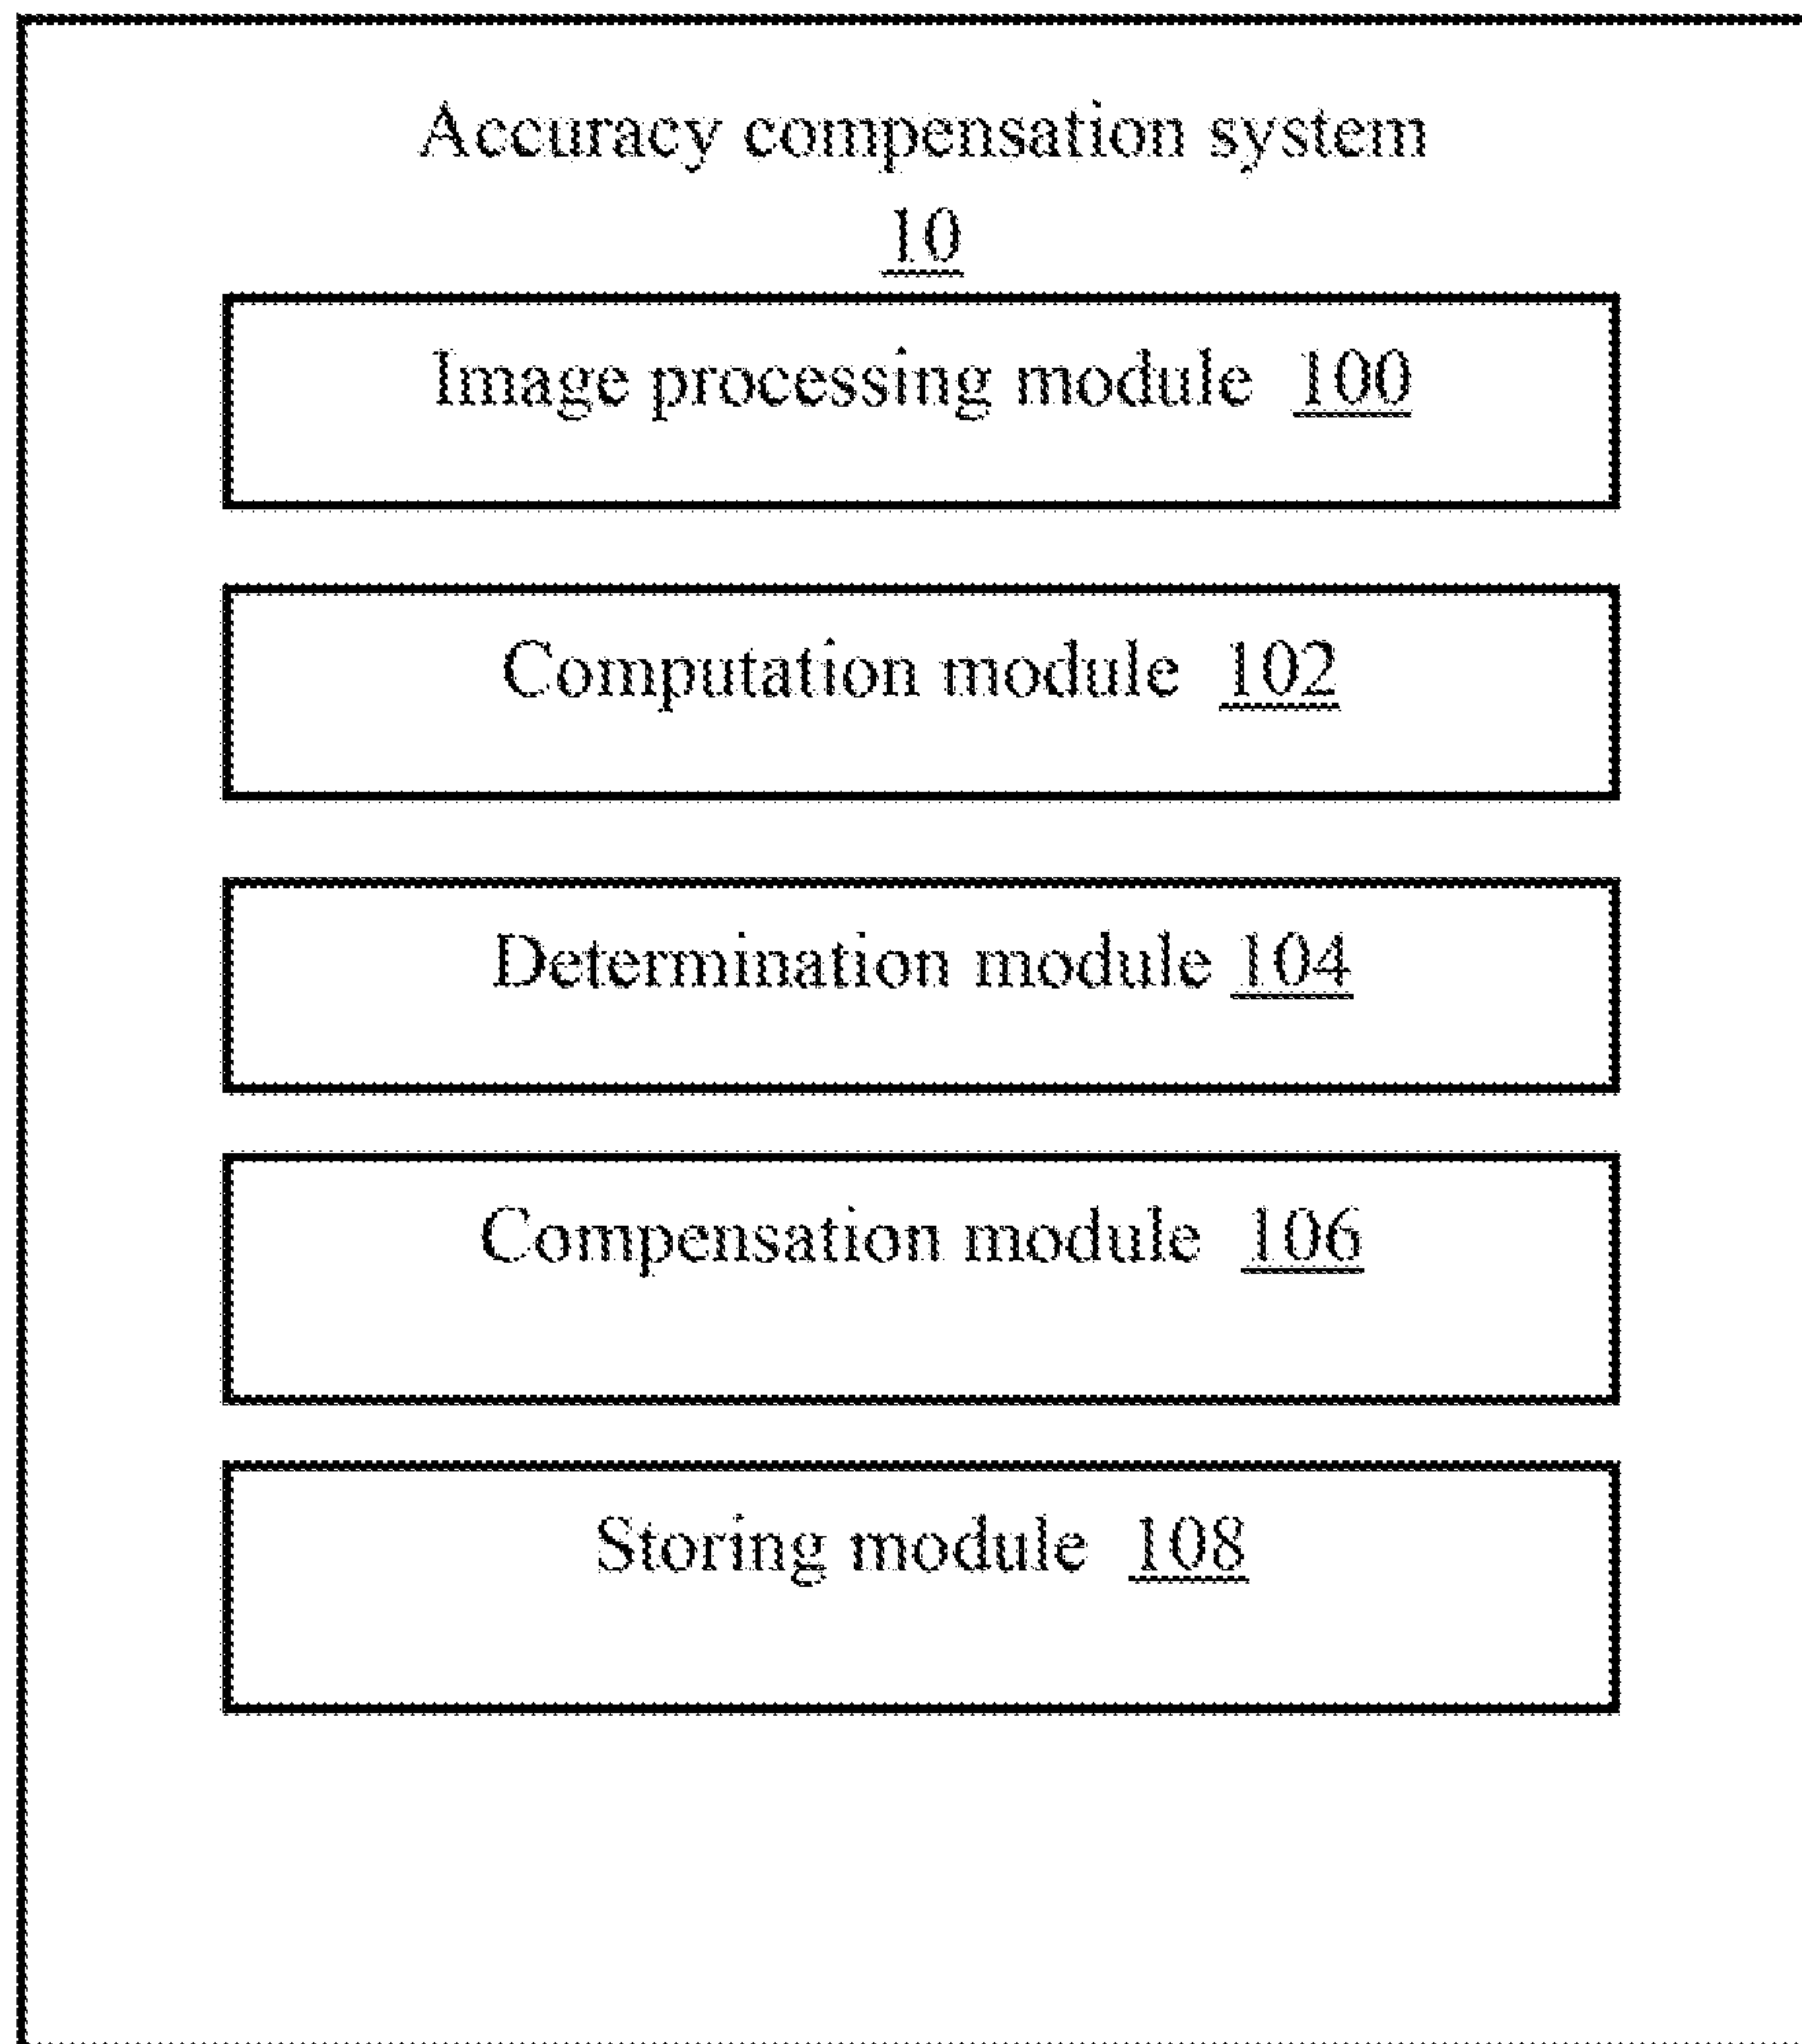 Accuracy compensation system
10
Image processing module 100
Computation module 102
Determination module 104
Compensation module 106
Storing module 108